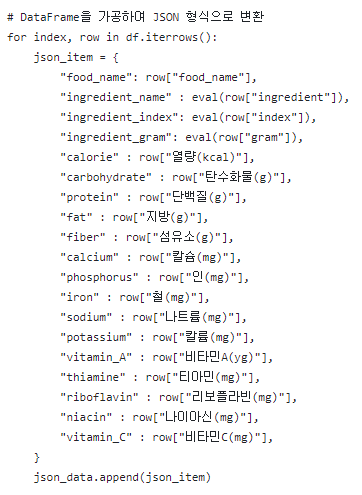 # DataFrame을 가공하여 JSON 형식으로 변환
for index, row in df.iterrows():
    json_item = {
        "food_name": row["food_name"],
        "ingredient_name" : eval(row["ingredient"]),
        "ingredient_index": eval(row["index"]),
        "ingredient_gram": eval(row["gram"]),
        "calorie" : row["열량(kcal)"],
        "carbohydrate" : row["탄수화물(g)"],
        "protein" : row["단백질(g)"],
        "fat" : row["지방(g)"],
        "fiber" : row["섬유소(g)"],
        "calcium" : row["칼슘(mg)"],
        "phosphorus" : row["인(mg)"],
        "iron" : row["철(mg)"],
        "sodium" : row["나트륨(mg)"],
        "potassium" : row["칼륨(mg)"],
        "vitamin_A" : row["비타민A(yg)"],
        "thiamine" : row["티아민(mg)"],
        "riboflavin" : row["리보플라빈(mg)"],
        "niacin" : row["나이아신(mg)"],
        "vitamin_C" : row["비타민C(mg)"],
    }
    json_data.append(json_item)